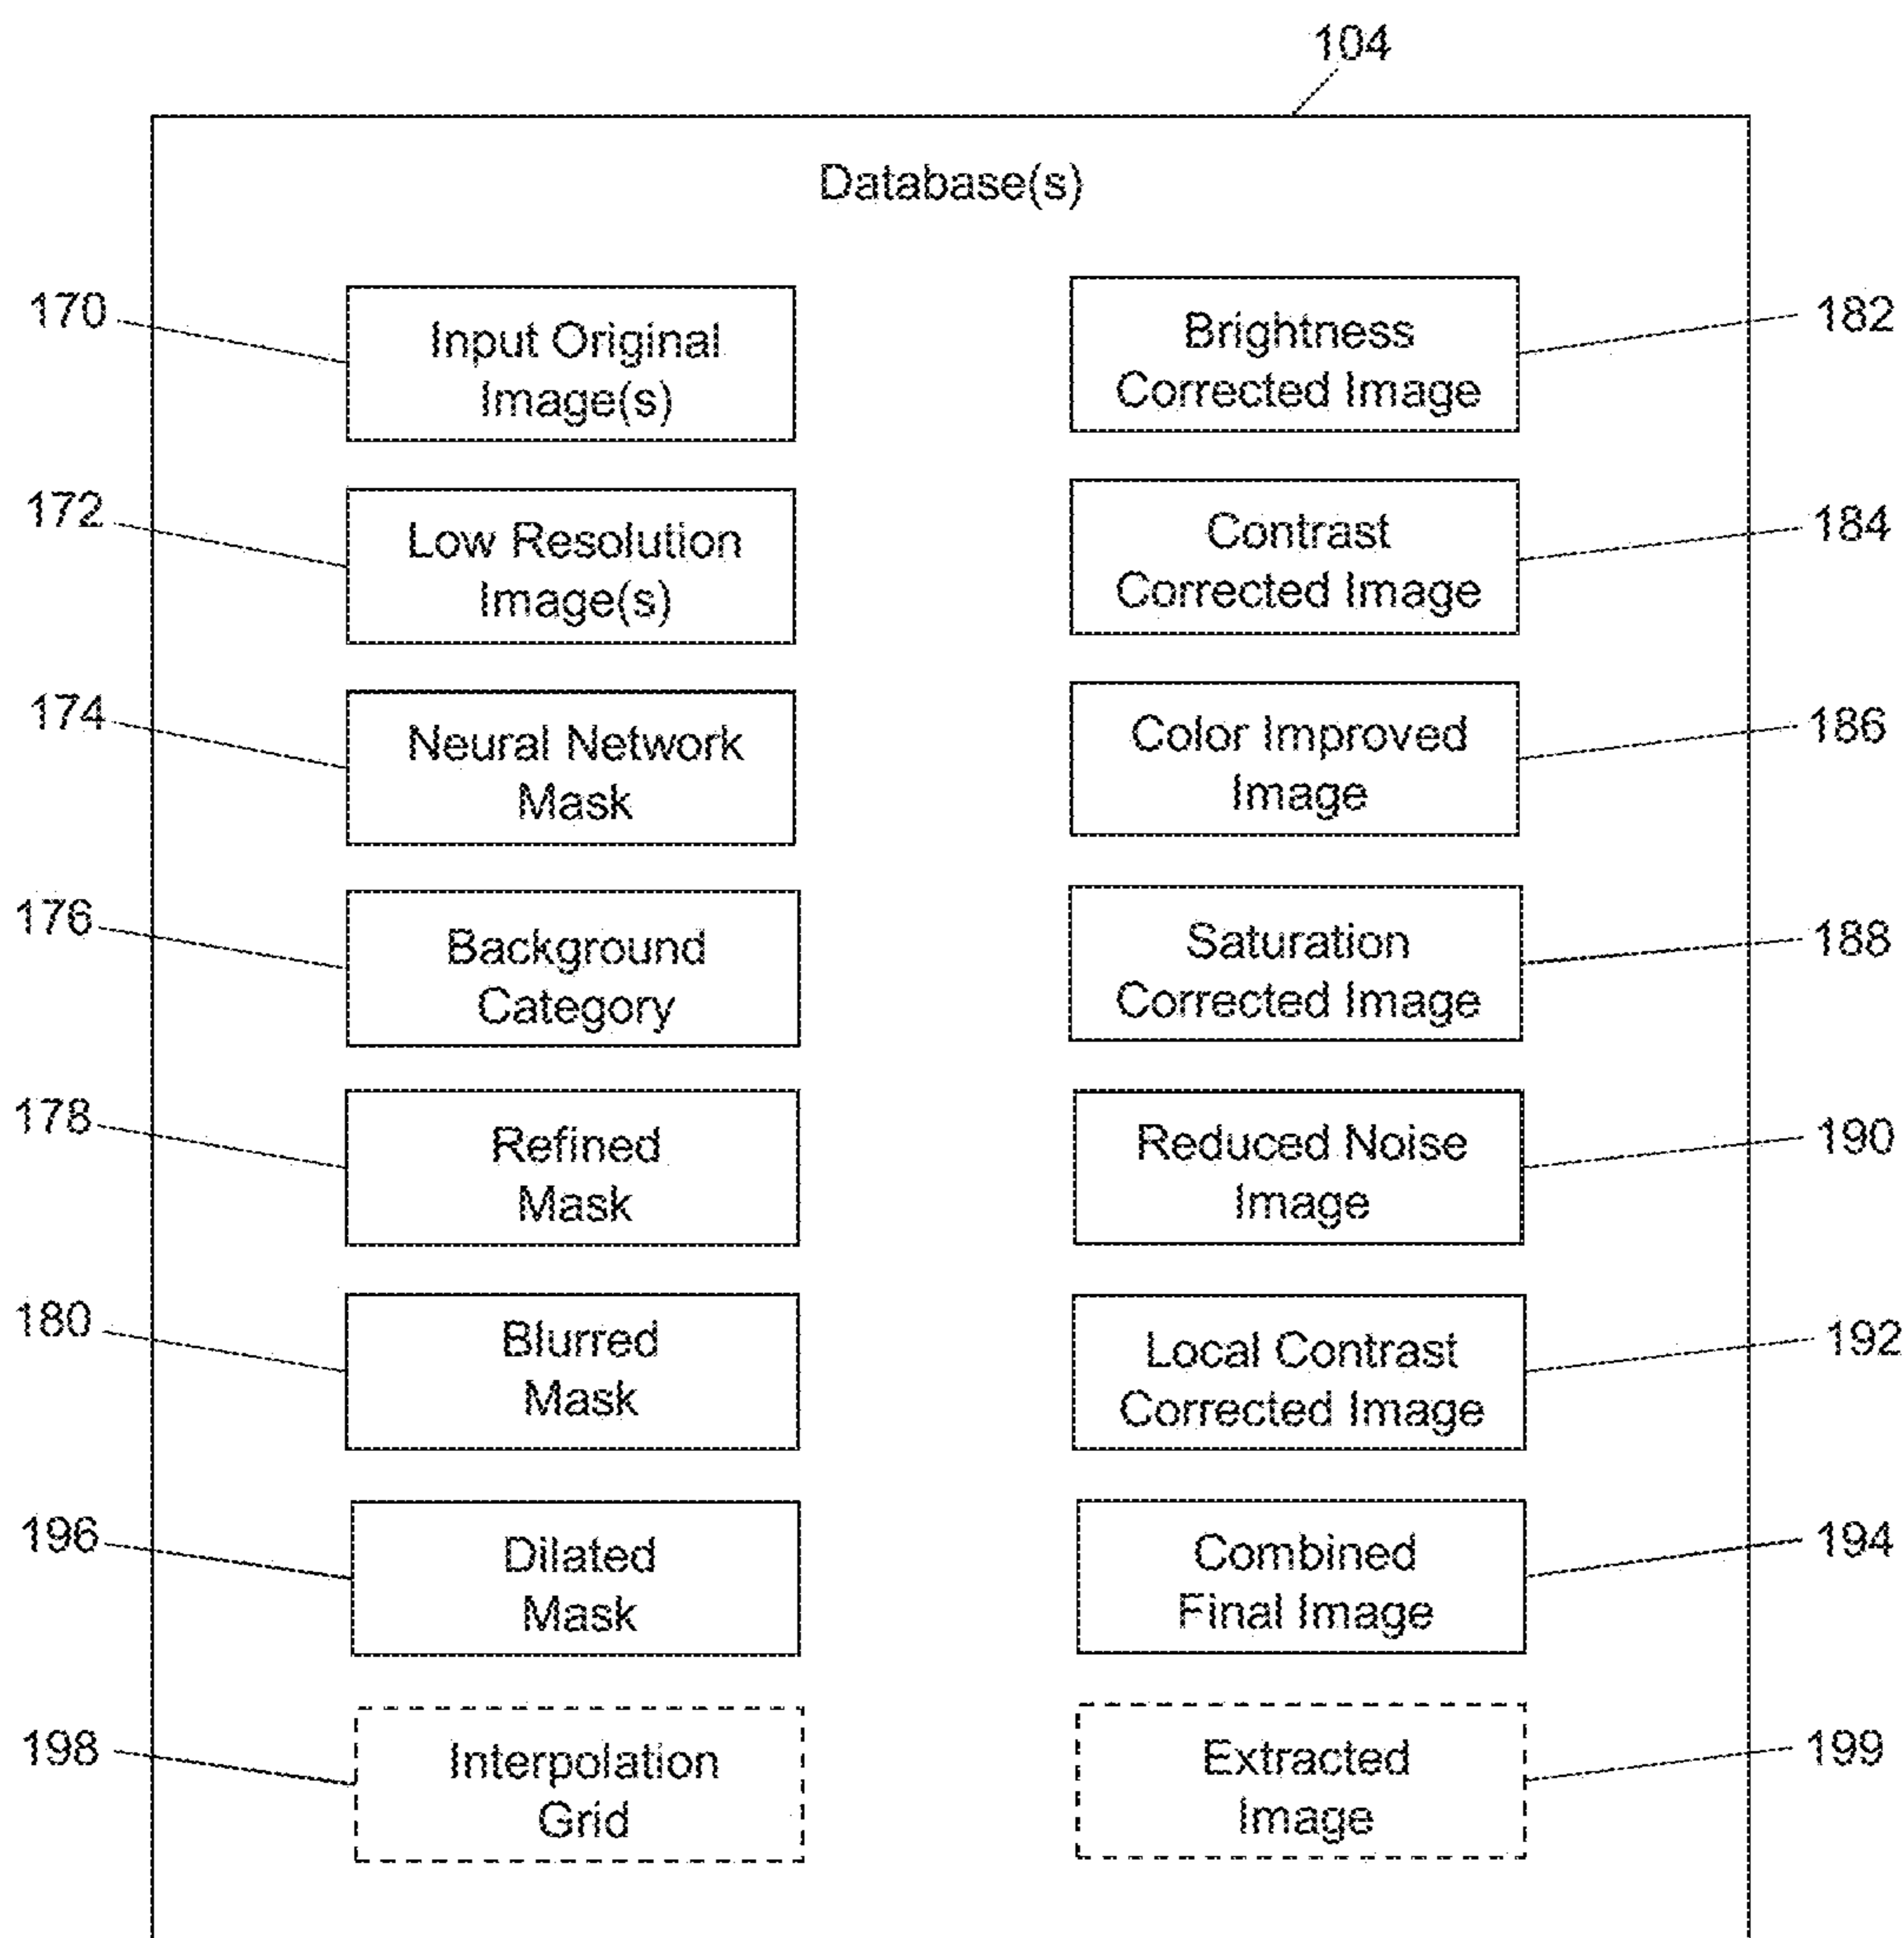 104
Database(s)
170
Input Original
Image(s)
172
Low Resolution
Image(s)
174
Neural Network
Mask
176
Background
Category
178
Refined
Mask
180
Blurred
Mask
196
Dilated
Mask
198
Interpolation
Grid
Brightness
Corrected Image
182
Contrast
Corrected Image
184
Color Improved
Image
186
Saturation
Corrected Image
188
Reduced Noise
Image
190
Local Contrast
Corrected Image
192
Combined
Final Image
194
Extracted
Image
199